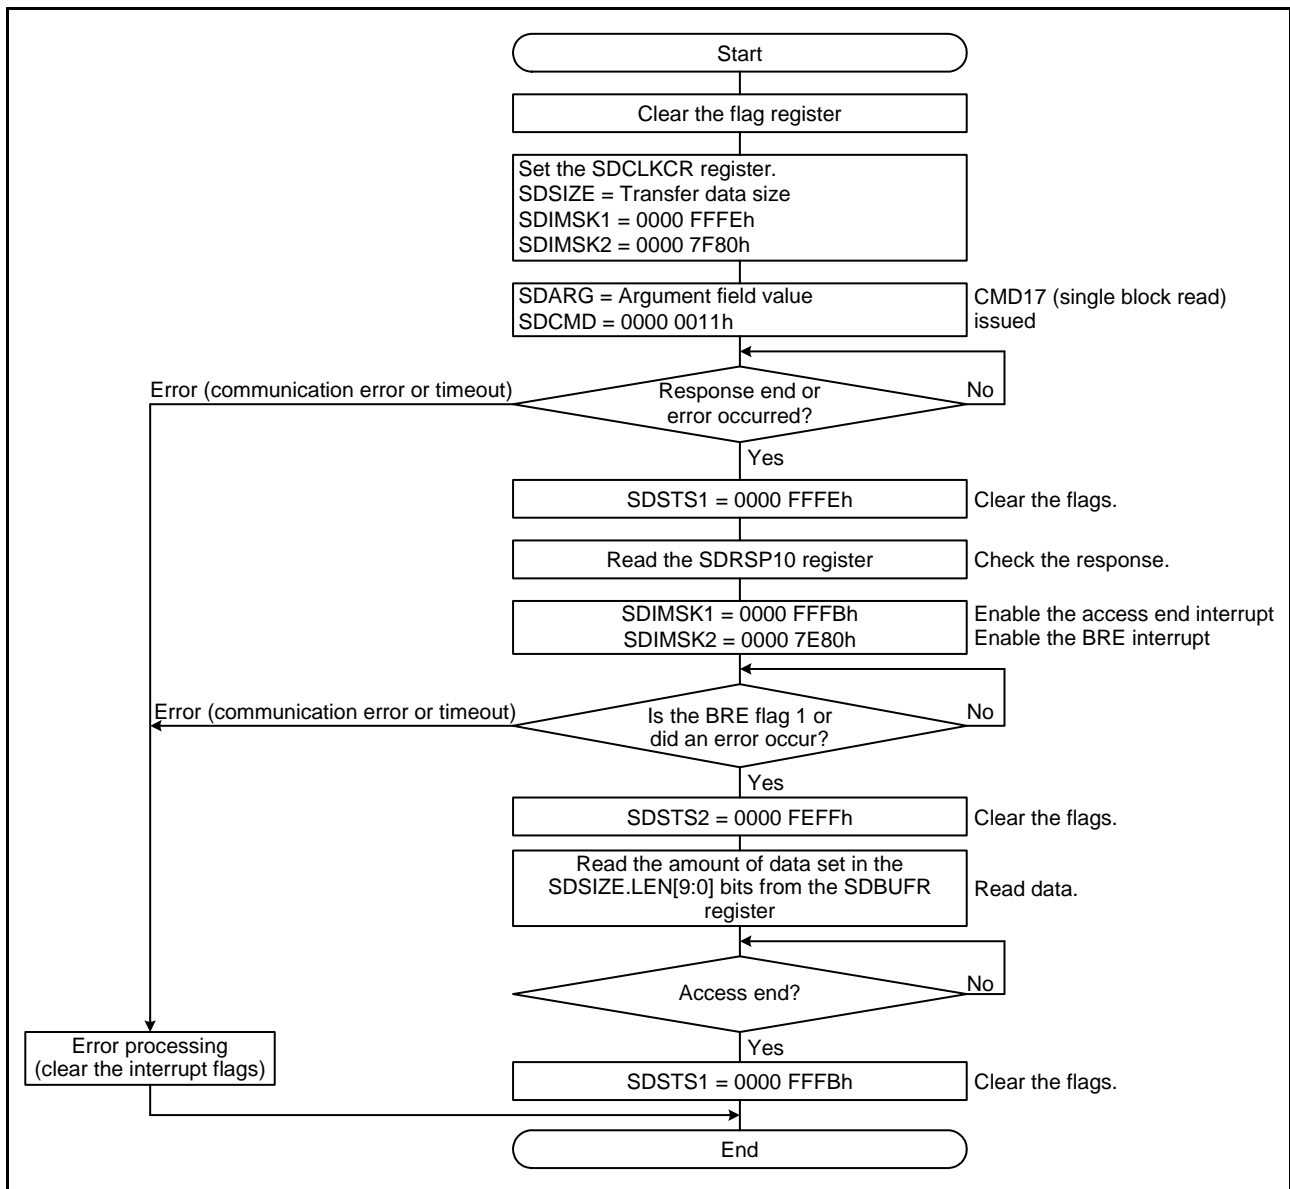 Start
Clear the flag register
Set the SDCLKCR register.
SDSIZE = Transfer data size
SDIMSK1 = 0000 FFFEh
SDIMSK2 = 0000 7F80h
SDARG = Argument field value
SDCMD = 0000 0011h
CMD17 (single block read)
issued
Error (communication error or timeout)
Response end or
error occurred?
No
Yes
SDSTS1 = 0000 FFFEh
Clear the flags.
Read the SDRSP10 register
Check the response.
SDIMSK1 = 0000 FFFBh
SDIMSK2 = 0000 7E80h
Enable the access end interrupt
Enable the BRE interrupt
Error (communication error or timeout)
Is the BRE flag 1 or
did an error occur?
No
Yes
SDSTS2 = 0000 FEFFh
Clear the flags.
Read the amount of data set in the
SDSIZE.LEN[9:0] bits from the SDBUFR
register
Read data.
Access end?
No
Yes
Error processing
(clear the interrupt flags)
SDSTS1 = 0000 FFFBh
Clear the flags.
End